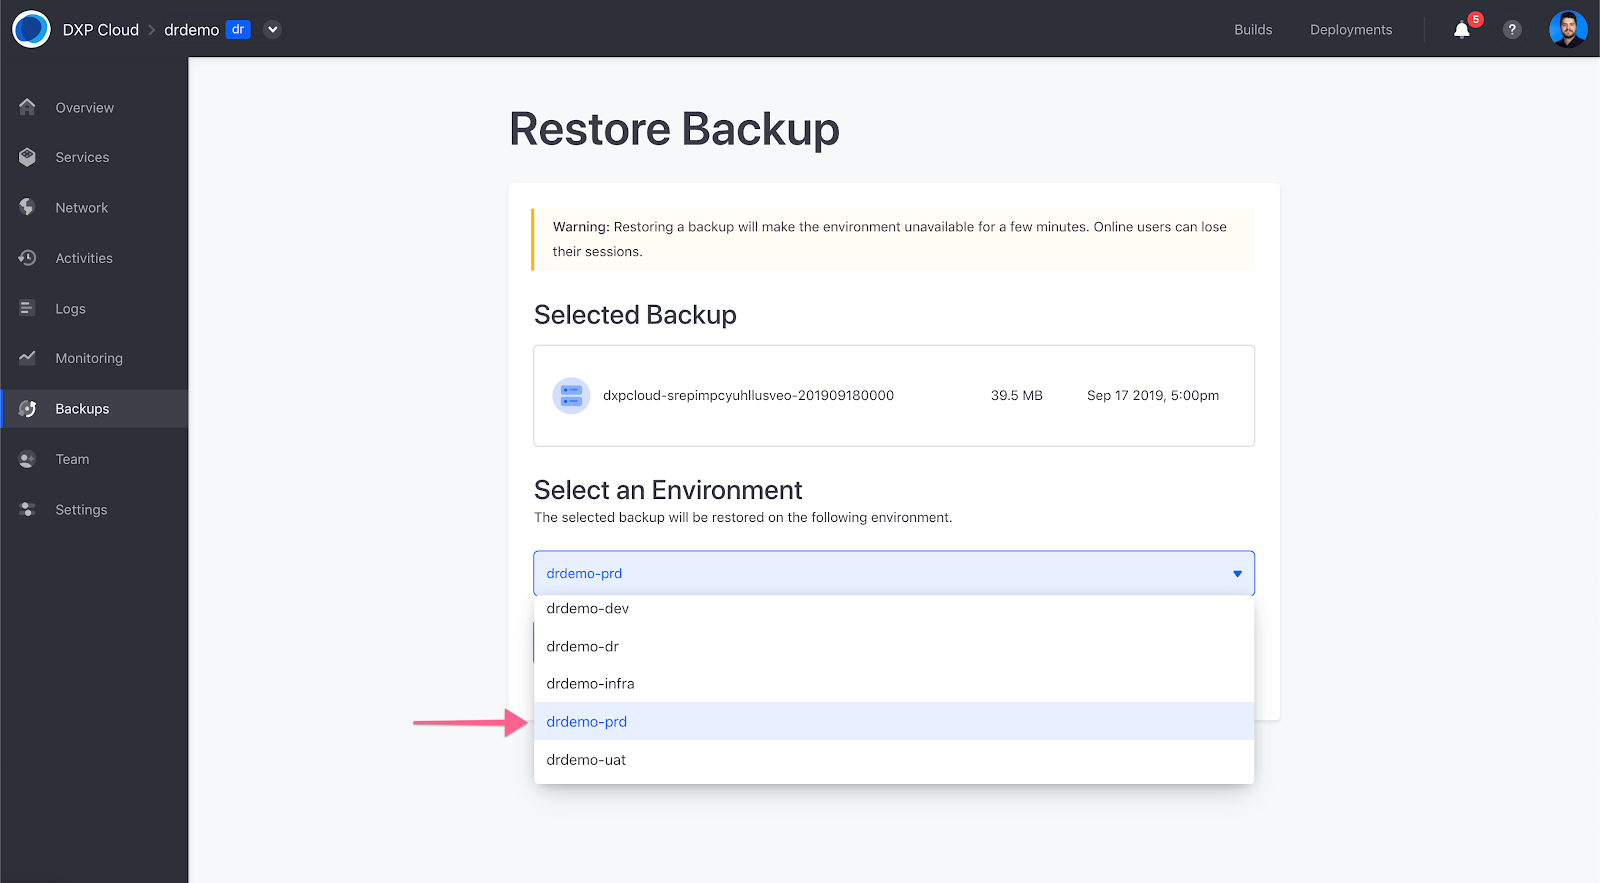 DXP Cloud
drdemo
dr
Builds
Deployments
5
?
Overview
Services
Network
Activities
Logs
Monitoring
Backups
Team
Settings
Restore Backup
Warning: Restoring a backup will make the environment unavailable for a few minutes. Online users can lose
their sessions.
Selected Backup
dxpcloud-srepimpcyuhllusveo-201909180000
39.5 MB
Sep 17 2019, 5:00pm
Select an Environment
The selected backup will be restored on the following environment.
drdemo-prd
drdemo-dev
drdemo-dr
drdemo-infra
drdemo-prd
drdemo-uat